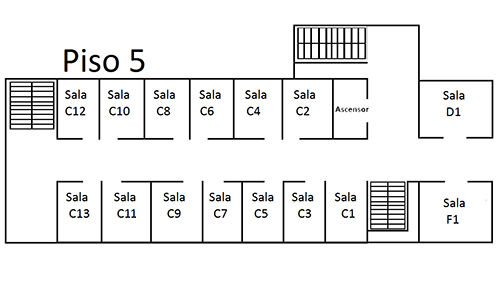 Piso 5
Sala
C12
Sala
C10
Sala
C8
Sala
C6
Sala
C4
Sala
C2
Ascensor
Sala
D1
Sala
C13
Sala
C11
Sala
C9
Sala
C7
Sala
C5
Sala
C3
Sala
C1
Sala
F1